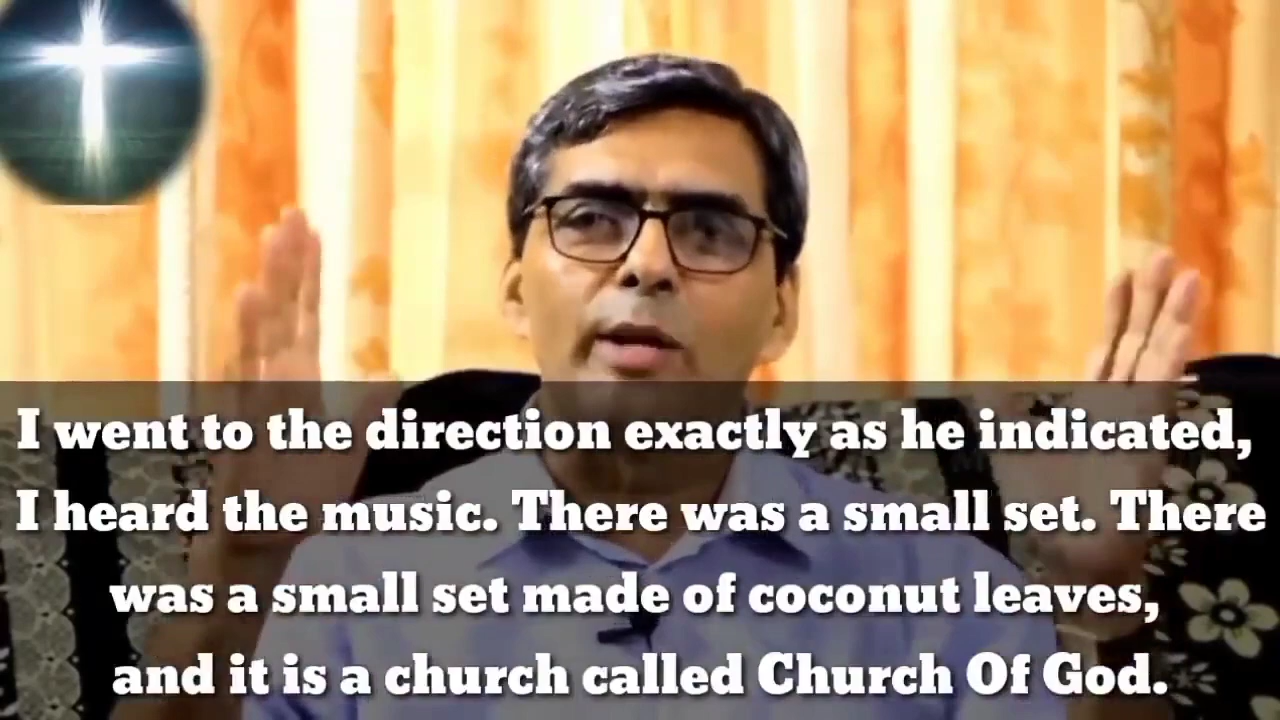 I went to the direction exactly as he indicated,
I heard the music. There was a small set. There
was a small set made of coconut leaves,
and it is a church called Church Of God.